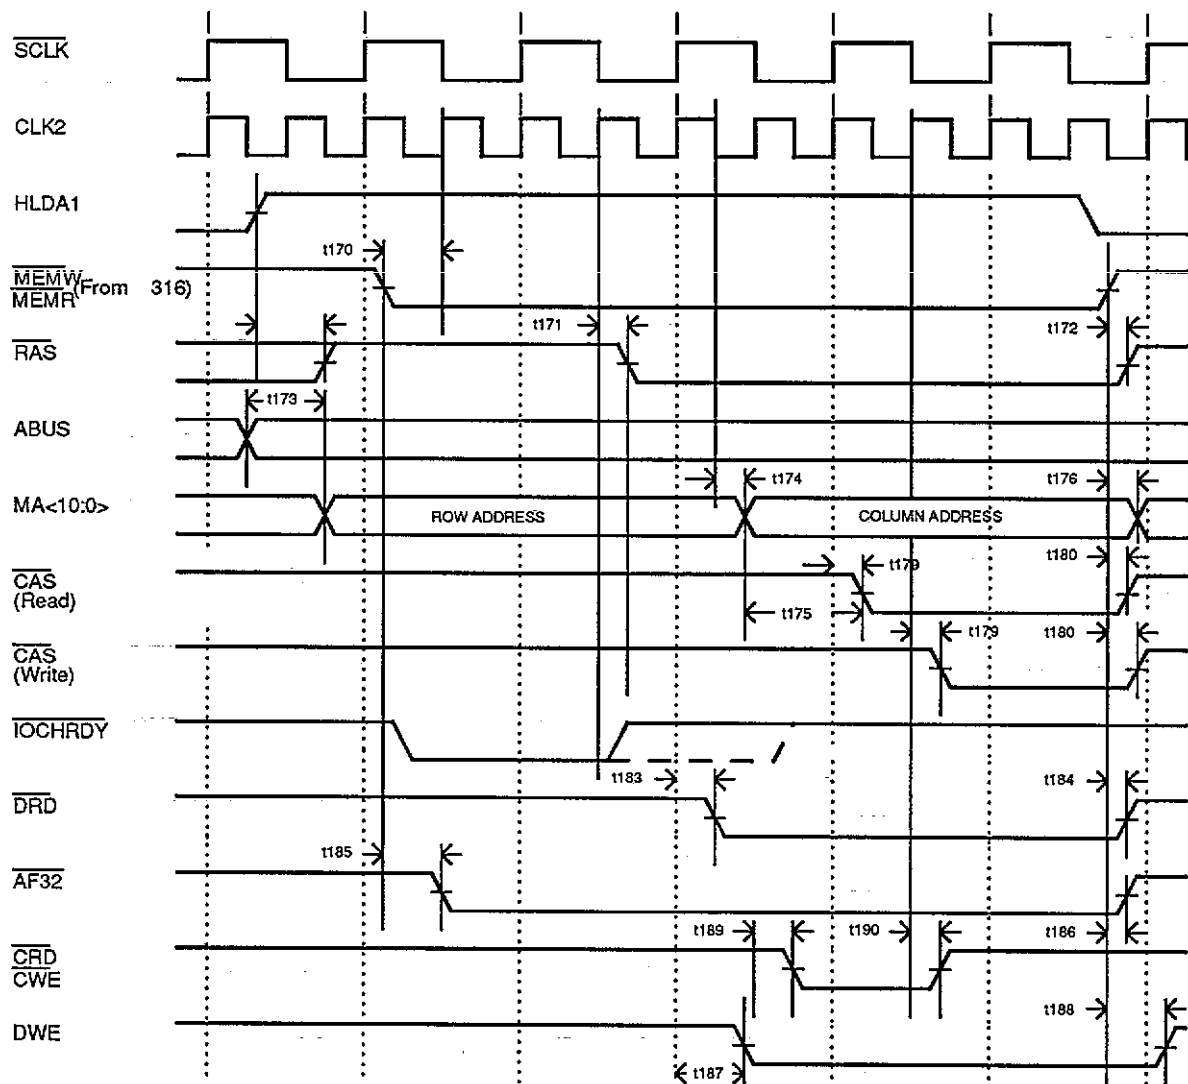 SCLK
CLK2
HLDA1
t170
MEMW
MEMR (From 316)
t171
t172
RAS
t173
ABUS
t174
t176
MA<10:0>
ROW ADDRESS
COLUMN ADDRESS
t180
CAS
(Read)
t179
t175
t179
t180
CAS
(Write)
IOCHRDY
t183
t184
DRD
t185
AF32
t189
t190
t186
CRD
CWE
t188
DWE
t187